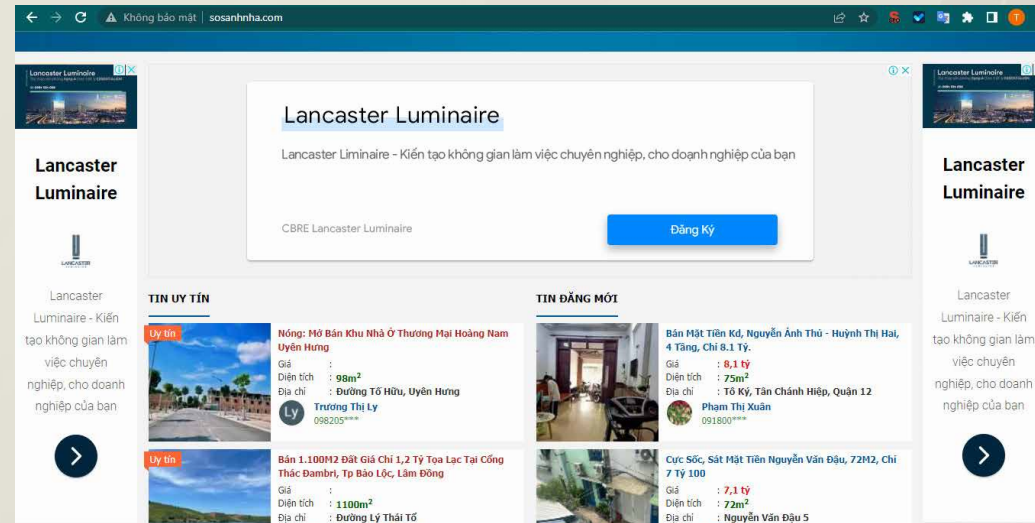 Không bảo mật | sosanhnha.com
T
Lancaster Luminaire
Lancaster
Luminaire
LANCASTER
Lancaster
Luminaire - Kiến
tạo không gian làm
việc chuyên
nghiệp, cho doanh
nghiệp của bạn
Lancaster Luminaire
Lancaster Liminaire - Kiến tạo không gian làm việc chuyên nghiệp, cho doanh nghiệp của bạn
CBRE Lancaster Luminaire
Đăng Ký
TIN UY TÍN
Uy tín
Nóng: Mở Bán Khu Nhà Ở Thương Mại Hoàng Nam
Uyên Hưng
Giá :
Diện tích : 98m²
Địa chỉ : Đường Tố Hữu, Uyên Hưng
Ly
Trương Thị Ly
098205***
Uy tín
Bán 1.100M2 Đất Giá Chỉ 1,2 Tỷ Tọa Lạc Tại Cổng
Thác Đambri, Tp Bảo Lộc, Lâm Đồng
Giá :
Diện tích : 1100m²
Địa chỉ : Đường Lý Thái Tổ
TIN ĐĂNG MỚI
Bán Mặt Tiền Kd, Nguyễn Ảnh Thủ - Huỳnh Thị Hai,
4 Tầng, Chỉ 8.1 Tỷ.
Giá : 8,1 tỷ
Diện tích : 75m²
Địa chỉ : Tô Ký, Tân Chánh Hiệp, Quận 12
Phạm Thị Xuân
091800***
Cực Sốc, Sát Mặt Tiền Nguyễn Văn Đậu, 72M2, Chỉ
7 Tỷ 100
Giá : 7,1 tỷ
Diện tích : 72m²
Địa chỉ : Nguyễn Văn Đậu 5
Lancaster Luminaire
Lancaster
Luminaire
LANCASTER
Lancaster
Luminaire - Kiến
tạo không gian làm
việc chuyên
nghiệp, cho doanh
nghiệp của bạn